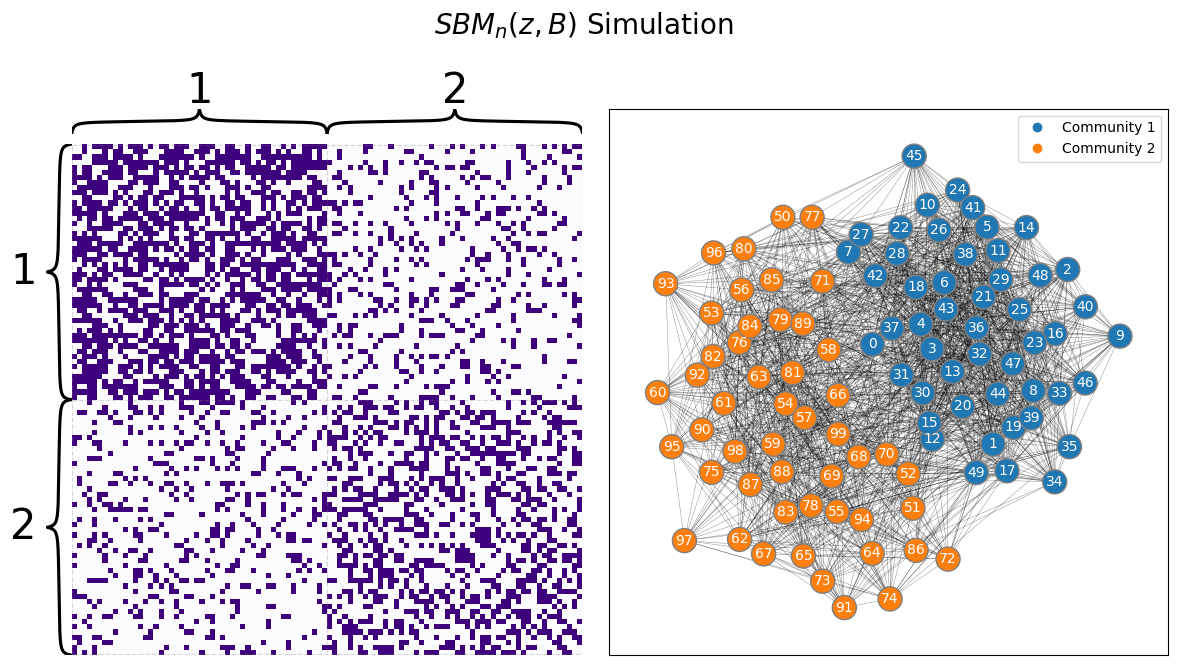 SBMₙ(z, B) Simulation
1 2
1
2
Community 1
Community 2
45
24
10 41
50 77
22 26 5 14
27
96 80 7 28 38 11
93 56 85 71 42 18 6 29 48 2
21
53 43 25 40
84 79 89 37 4 36
76 0 3 23 16 9
82 58 32
92 63 81 31 13 47
60 61 54 66 30 44 8 33 46
57 20
90 99 15 12 19 39
95 98 59 68 70 1 35
75 87 88 69 52 49 17 34
83 78 55 94 51
97 62 67 65 64 86 72
73
91 74